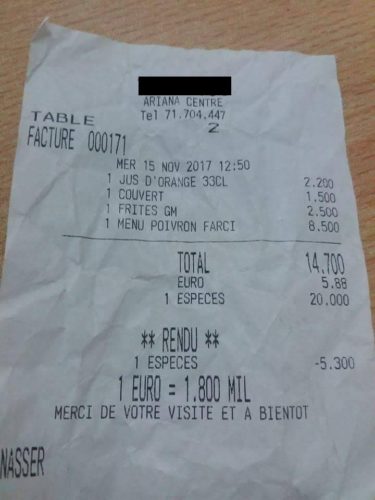 ARIANA CENTRE
Tel 71.704.447
TABLE 2
FACTURE 000171
MER 15 NOV 2017 12:50
1 JUS D'ORANGE 33CL 2.200
1 COUVERT 1.500
1 FRITES GM 2.500
1 MENU POIVRON FARCI 8.500
TOTAL 14.700
EURO 5.88
1 ESPECES 20.000
** RENDU **
1 ESPECES -5.300
1 EURO = 1.800 MIL
MERCI DE VOTRE VISITE ET A BIENTOT
NASSER